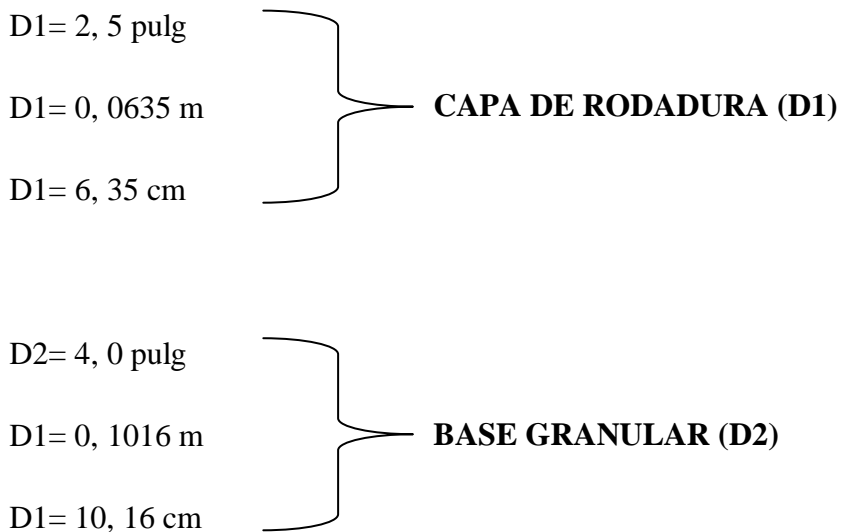 D1= 2, 5 pulg
D1= 0, 0635 m
CAPA DE RODADURA (D1)
D1= 6, 35 cm
D2= 4, 0 pulg
D1= 0, 1016 m
BASE GRANULAR (D2)
D1= 10, 16 cm